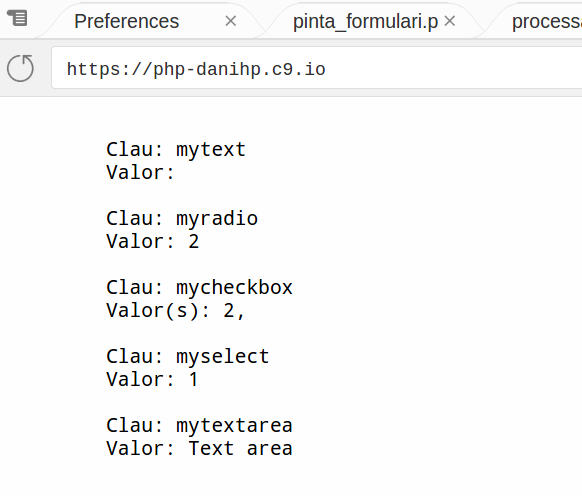 Preferences
pinta_formulari.p
process
https://php-danihp.c9.io
Clau: mytext
Valor:
Clau: myradio
Valor: 2
Clau: mycheckbox
Valor(s): 2,
Clau: myselect
Valor: 1
Clau: mytextarea
Valor: Text area